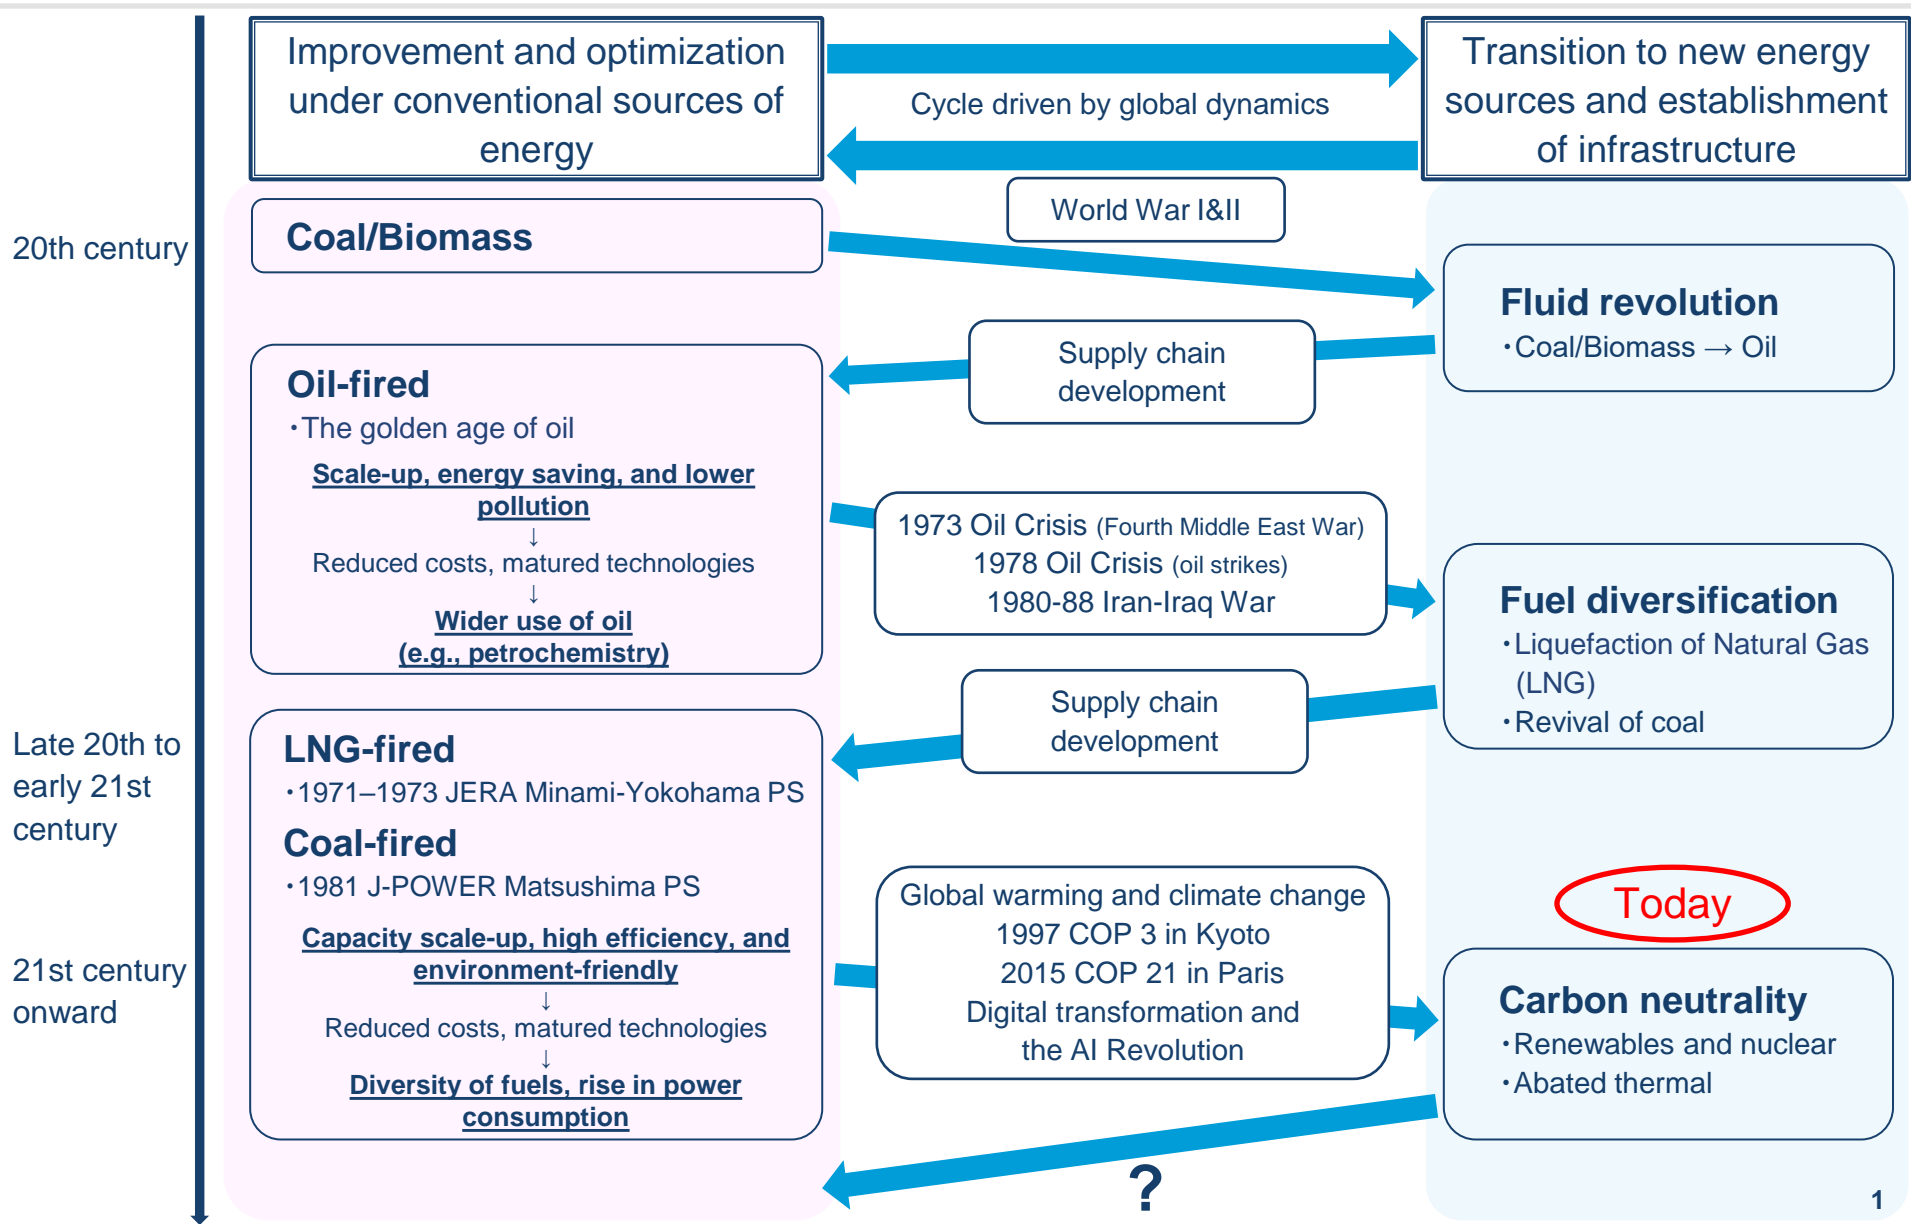 Improvement and optimization
under conventional sources of
energy
Cycle driven by global dynamics
Transition to new energy
sources and establishment
of infrastructure
20th century
Coal/Biomass
World War I&II
Fluid revolution
・Coal/Biomass → Oil
Supply chain
development
Oil-fired
・The golden age of oil
Scale-up, energy saving, and lower
pollution
↓
Reduced costs, matured technologies
↓
Wider use of oil
(e.g., petrochemistry)
1973 Oil Crisis (Fourth Middle East War)
1978 Oil Crisis (oil strikes)
1980-88 Iran-Iraq War
Fuel diversification
・Liquefaction of Natural Gas
(LNG)
・Revival of coal
Supply chain
development
Late 20th to
early 21st
century
LNG-fired
・1971–1973 JERA Minami-Yokohama PS
Coal-fired
・1981 J-POWER Matsushima PS
Capacity scale-up, high efficiency, and
environment-friendly
↓
Reduced costs, matured technologies
↓
Diversity of fuels, rise in power
consumption
21st century
onward
Global warming and climate change
1997 COP 3 in Kyoto
2015 COP 21 in Paris
Digital transformation and
the AI Revolution
Today
Carbon neutrality
・Renewables and nuclear
・Abated thermal
?
1